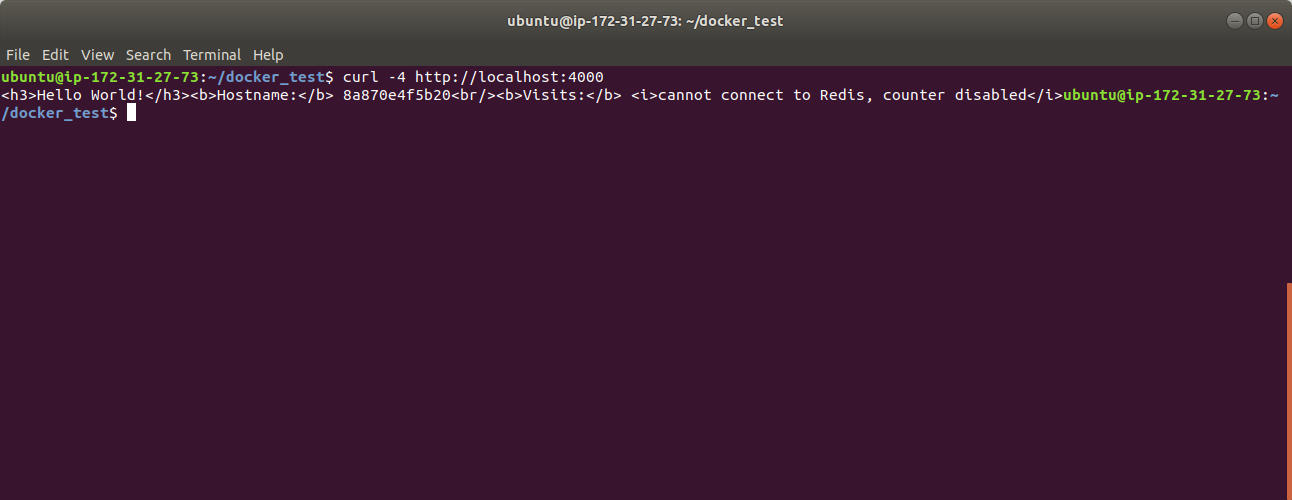 ubuntu@ip-172-31-27-73: ~/docker_test
File Edit View Search Terminal Help
ubuntu@ip-172-31-27-73:~/docker_test$ curl -4 http://localhost:4000
<h3>Hello World!</h3><b>Hostname:</b> 8a870e4f5b20<br/><b>Visits:</b> <i>cannot connect to Redis, counter disabled</i>ubuntu@ip-172-31-27-73:~
/docker_test$